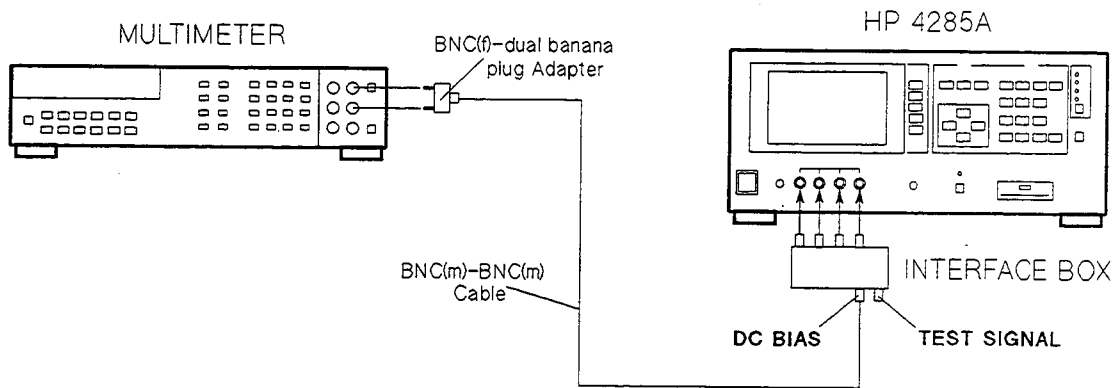 MULTIMETER
BNC(f)-dual banana
plug Adapter
HP 4285A
BNC(m)-BNC(m)
Cable
INTERFACE BOX
DC BIAS
TEST SIGNAL